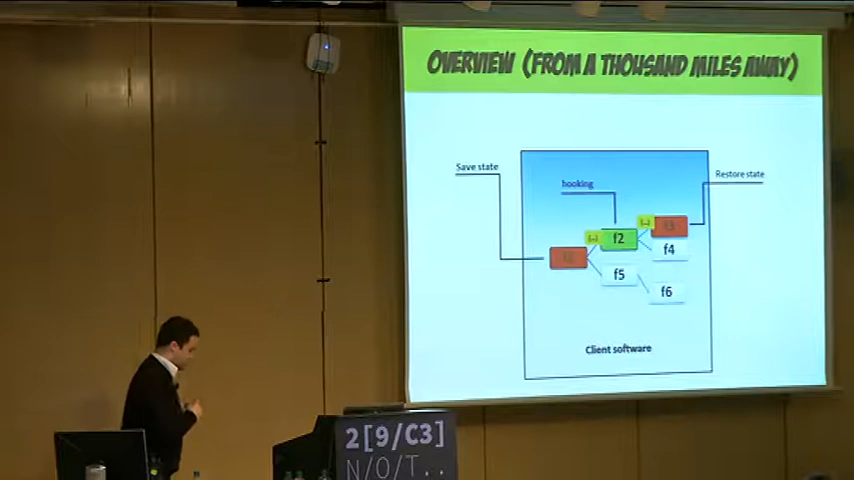 OVERVIEW (FROM A THOUSAND MILES AWAY)
Save state
Restore state
hooking
f2
f4
f5
f6
Client software
2[9/C3]
N/O/T...